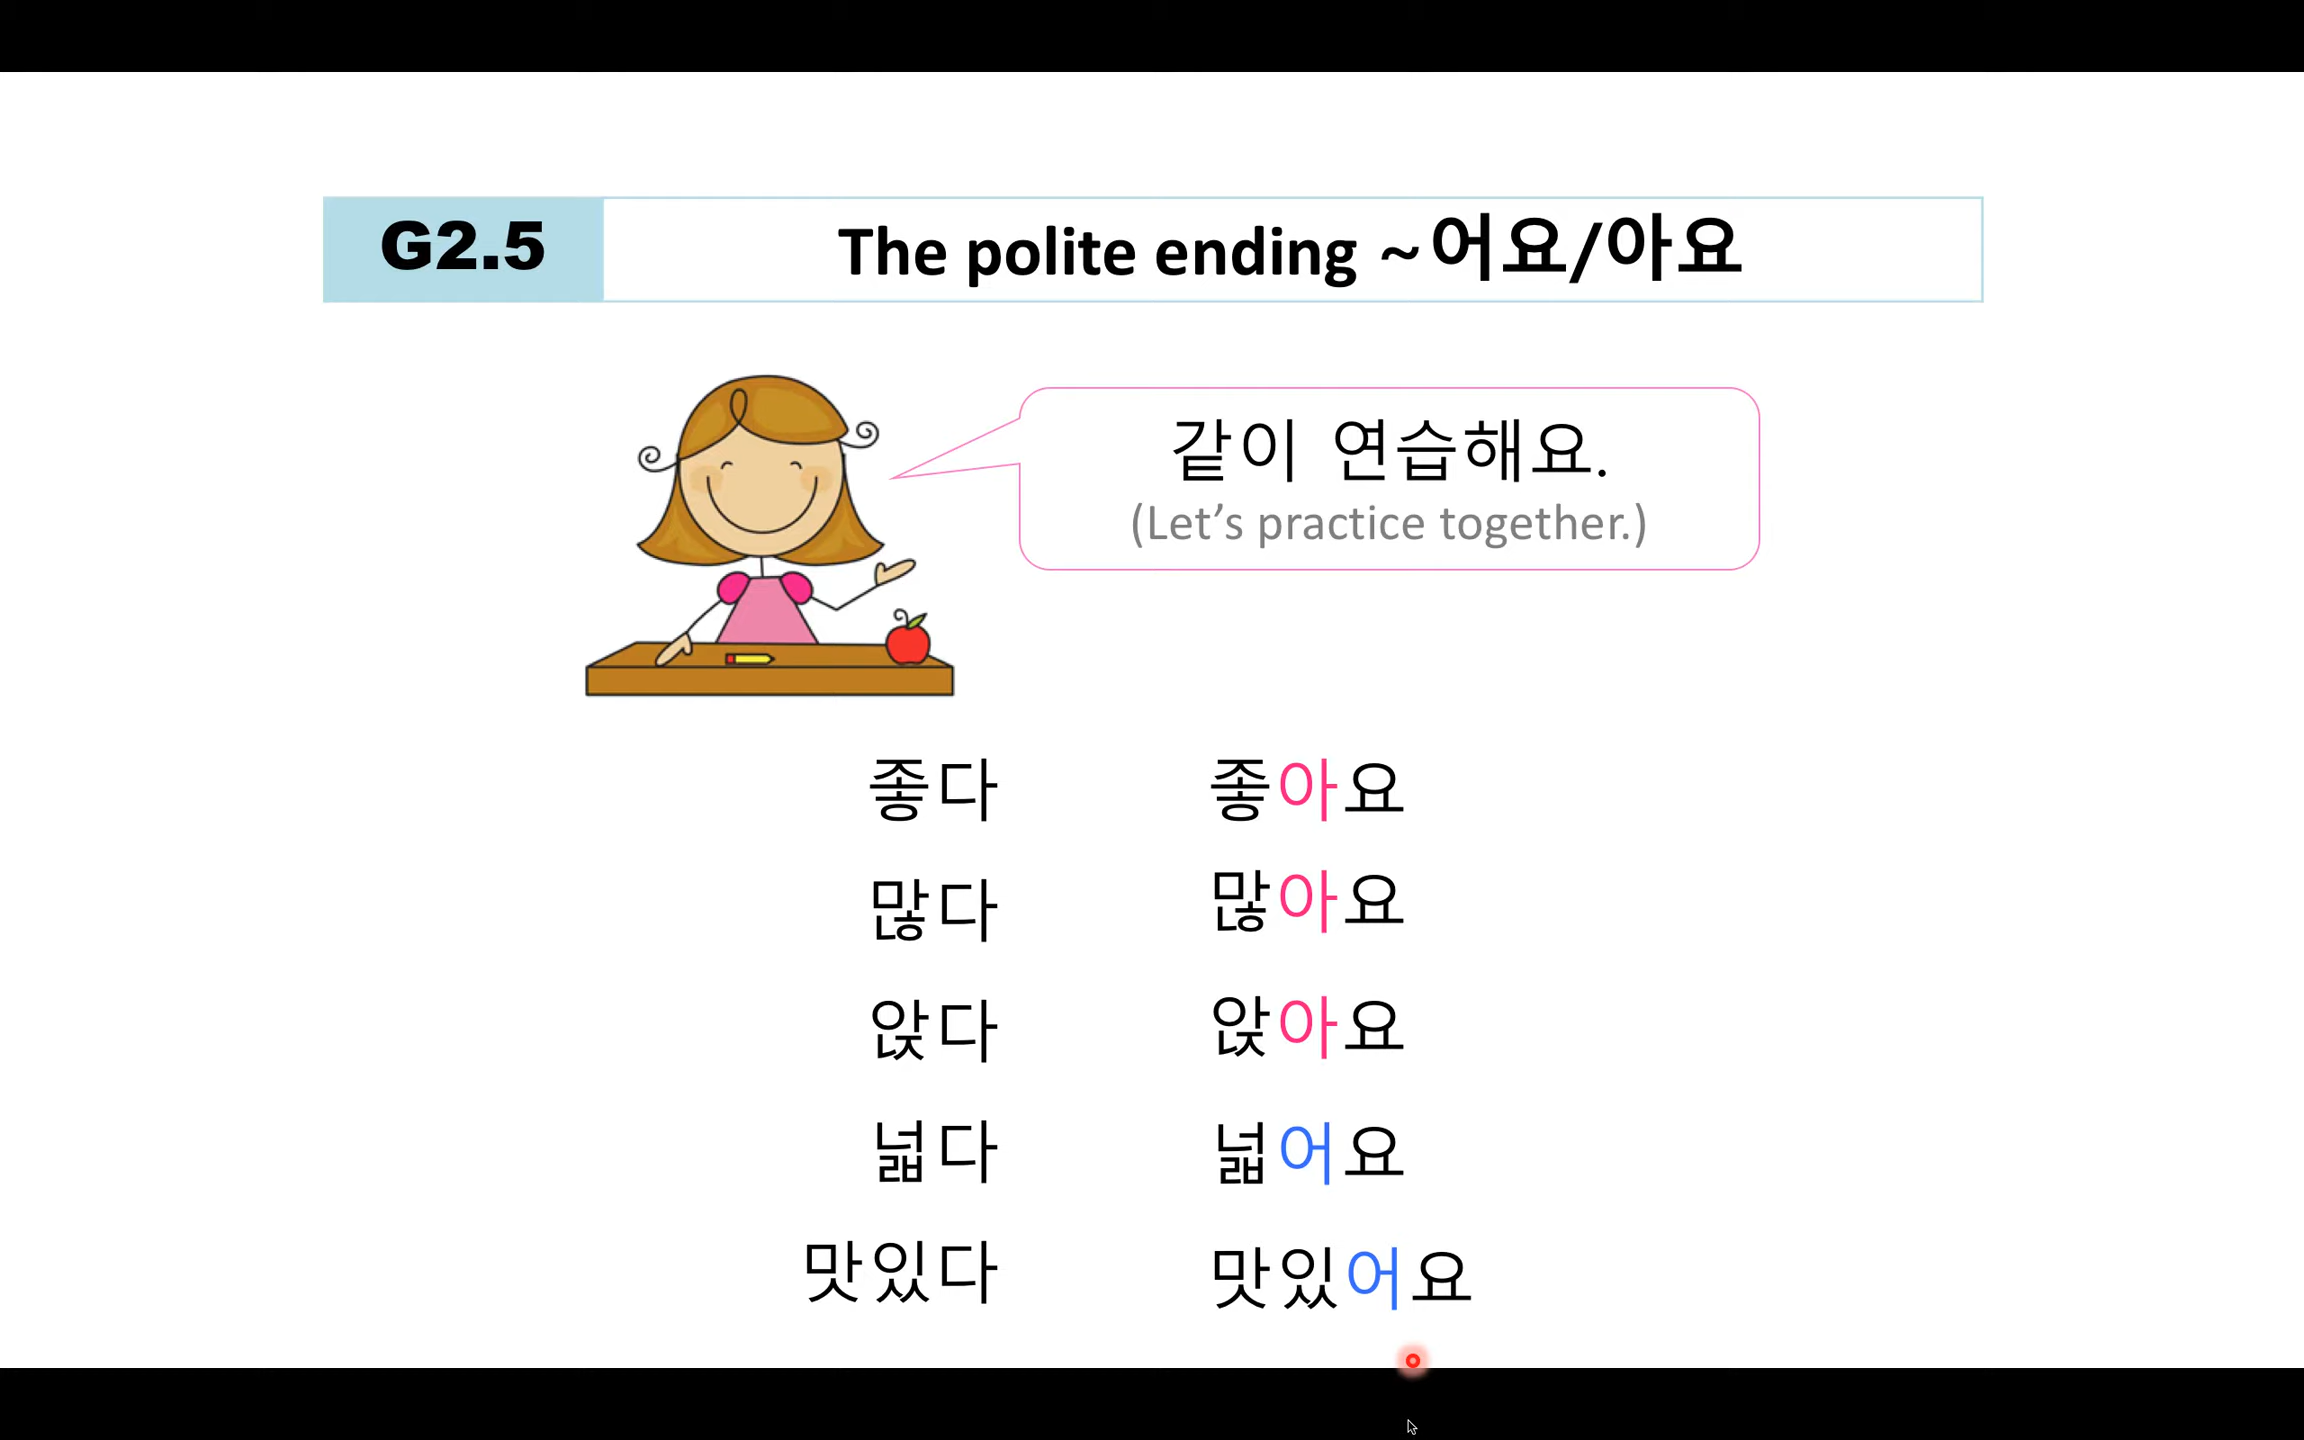 G2.5 The polite ending ~어요/아요
같이 연습해요.
(Let's practice together.)
좋다 좋아요
많다 많아요
앉다 앉아요
넓다 넓어요
맛있다 맛있어요